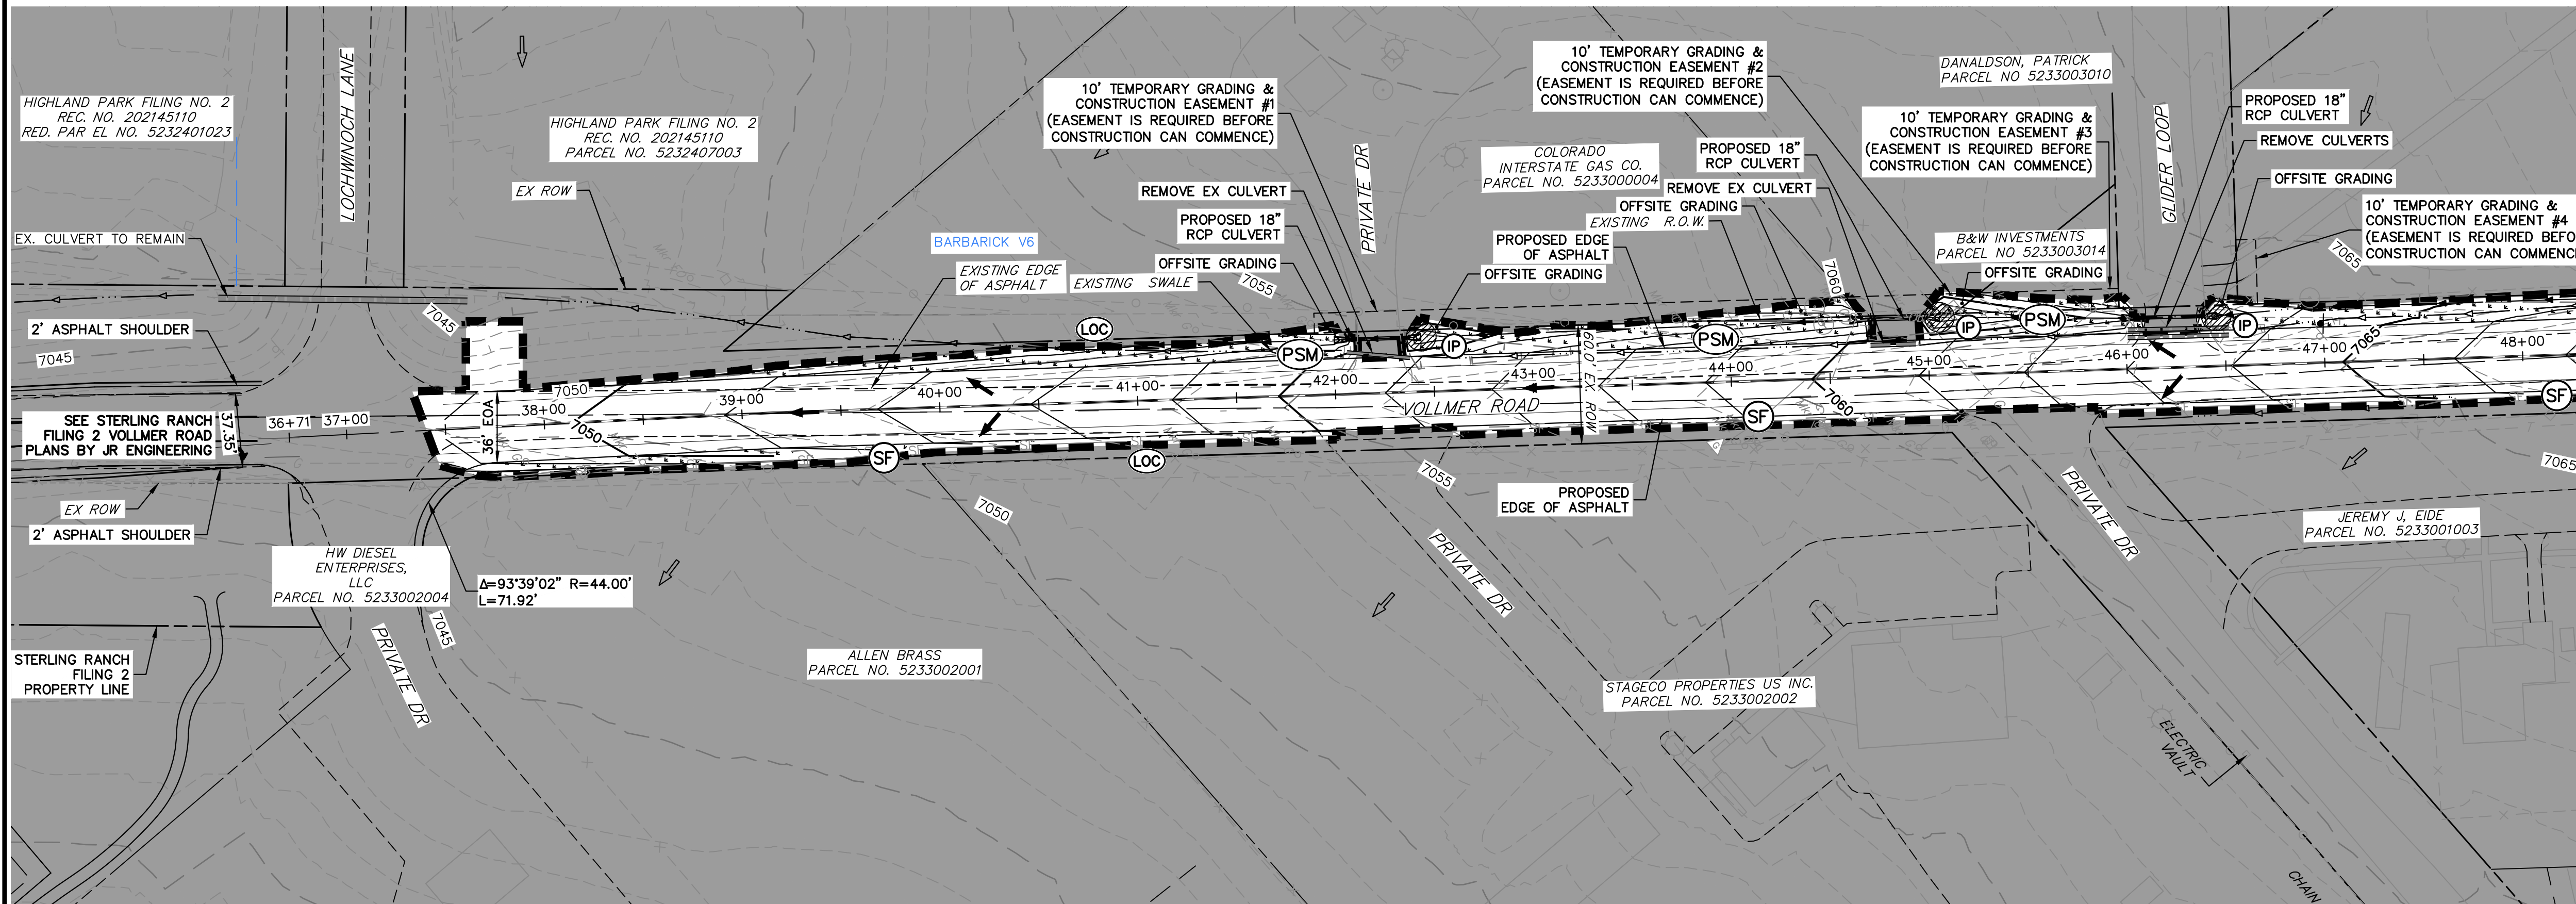 HIGHLAND PARK FILING NO. 2
REC. NO. 202145110
RED. PAR EL NO. 5232401023
LOCHWINOCH LANE
HIGHLAND PARK FILING NO. 2
REC. NO. 202145110
PARCEL NO. 5232407003
EX ROW
EX. CULVERT TO REMAIN
2' ASPHALT SHOULDER
7045
7045
SEE STERLING RANCH
FILING 2 VOLLMER ROAD
PLANS BY JR ENGINEERING
37.35'
36+71
37+00
EX ROW
2' ASPHALT SHOULDER
HW DIESEL
ENTERPRISES,
LLC
PARCEL NO. 5233002004
STERLING RANCH
FILING 2
PROPERTY LINE
PRIVATE DR
7045
Δ=93°39'02" R=44.00'
L=71.92'
36' EOA
7050
38+00
7050
39+00
40+00
41+00
42+00
43+00
44+00
45+00
46+00
47+00
48+00
BARBARICK V6
EXISTING EDGE
OF ASPHALT
EXISTING SWALE
LOC
SF
LOC
7050
ALLEN BRASS
PARCEL NO. 5233002001
10' TEMPORARY GRADING &
CONSTRUCTION EASEMENT #1
(EASEMENT IS REQUIRED BEFORE
CONSTRUCTION CAN COMMENCE)
REMOVE EX CULVERT
PROPOSED 18"
RCP CULVERT
OFFSITE GRADING
7055
PRIVATE DR
PSM
IP
VOLLMER ROAD
60.0' EX ROW
7055
PRIVATE DR
10' TEMPORARY GRADING &
CONSTRUCTION EASEMENT #2
(EASEMENT IS REQUIRED BEFORE
CONSTRUCTION CAN COMMENCE)
COLORADO
INTERSTATE GAS CO.
PARCEL NO. 5233000004
PROPOSED 18"
RCP CULVERT
REMOVE EX CULVERT
OFFSITE GRADING
EXISTING R.O.W.
PROPOSED EDGE
OF ASPHALT
OFFSITE GRADING
7060
PSM
SF
7060
PROPOSED
EDGE OF ASPHALT
STAGECO PROPERTIES US INC.
PARCEL NO. 5233002002
DANALDSON, PATRICK
PARCEL NO 5233003010
10' TEMPORARY GRADING &
CONSTRUCTION EASEMENT #3
(EASEMENT IS REQUIRED BEFORE
CONSTRUCTION CAN COMMENCE)
B&W INVESTMENTS
PARCEL NO 5233003014
OFFSITE GRADING
IP
PSM
GLIDER LOOP
PROPOSED 18"
RCP CULVERT
REMOVE CULVERTS
OFFSITE GRADING
10' TEMPORARY GRADING &
CONSTRUCTION EASEMENT #4
(EASEMENT IS REQUIRED BEFO
CONSTRUCTION CAN COMMENC
7065
IP
7065
SF
PRIVATE DR
7065
JEREMY J, EIDE
PARCEL NO. 5233001003
ELECTRIC
VAULT
CHAIN